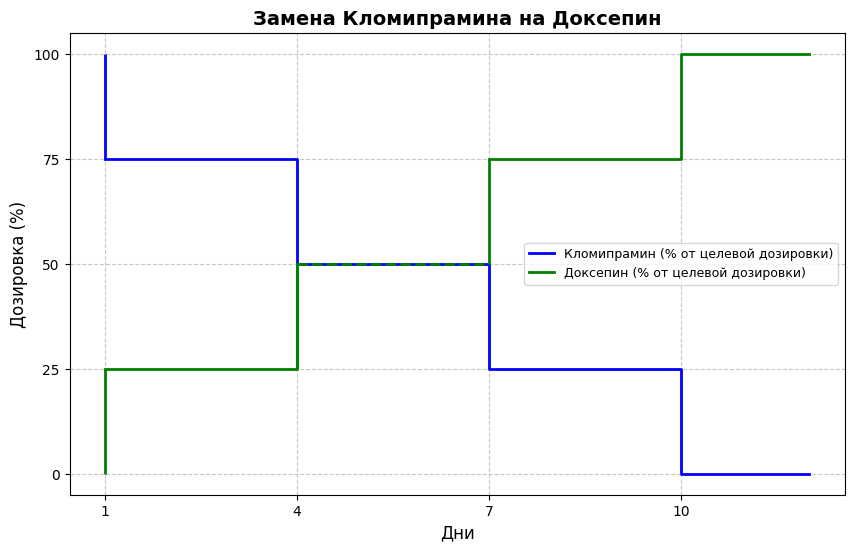 Замена Кломипрамина на Доксепин
Дозировка (%)
100
75
50
25
0
Кломипрамин (% от целевой дозировки)
Доксепин (% от целевой дозировки)
1 4 7 10
Дни